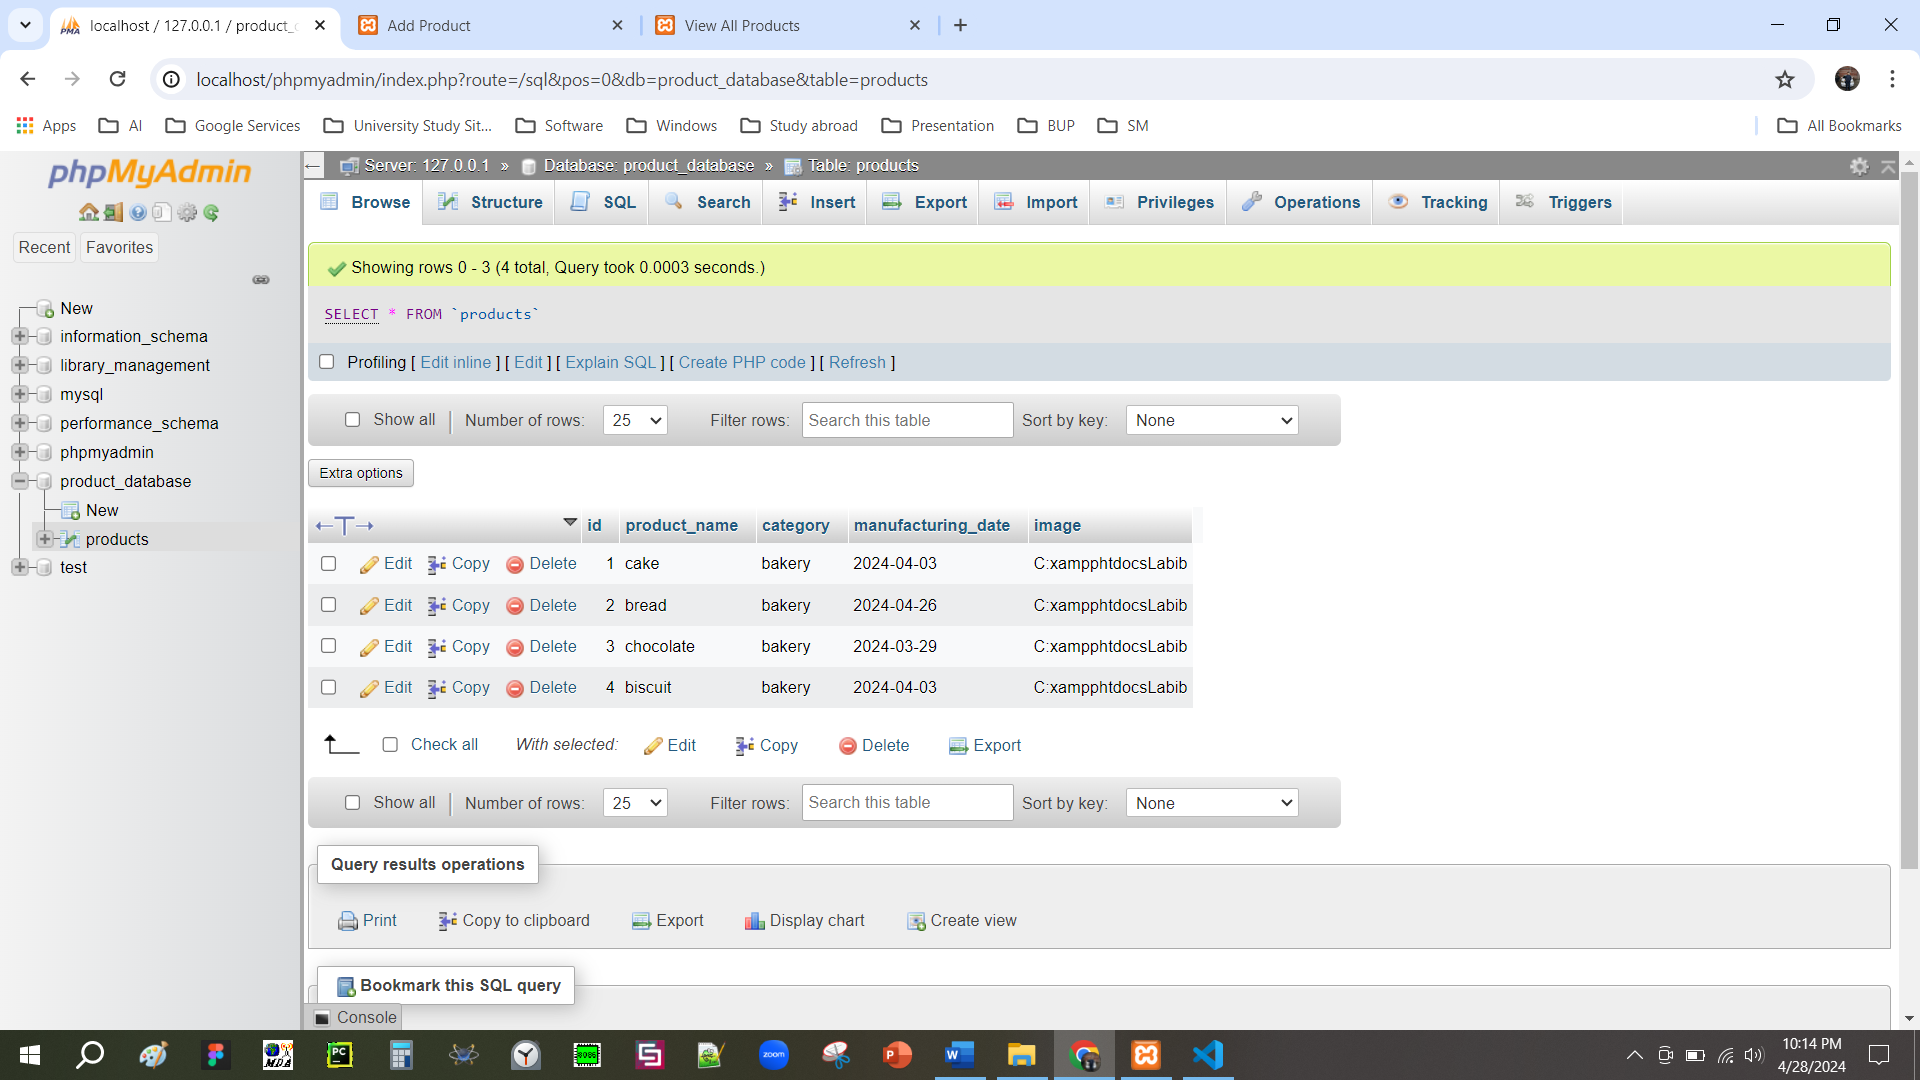 localhost / 127.0.0.1 / product_
Add Product
View All Products
localhost/phpmyadmin/index.php?route=/sql&pos=0&db=product_database&table=products
Apps
AI
Google Services
University Study Sit...
Software
Windows
Study abroad
Presentation
BUP
SM
All Bookmarks
phpMyAdmin
Recent
Favorites
New
information_schema
library_management
mysql
performance_schema
phpmyadmin
product_database
New
products
test
Server: 127.0.0.1 » Database: product_database » Table: products
Browse
Structure
SQL
Search
Insert
Export
Import
Privileges
Operations
Tracking
Triggers
Showing rows 0 - 3 (4 total, Query took 0.0003 seconds.)
SELECT * FROM `products`
Profiling [ Edit inline ] [ Edit ] [ Explain SQL ] [ Create PHP code ] [ Refresh ]
Show all | Number of rows: 25 Filter rows: Search this table Sort by key: None
Extra options
id product_name category manufacturing_date image
Edit Copy Delete 1 cake bakery 2024-04-03 C:xampphtdocsLabib
Edit Copy Delete 2 bread bakery 2024-04-26 C:xampphtdocsLabib
Edit Copy Delete 3 chocolate bakery 2024-03-29 C:xampphtdocsLabib
Edit Copy Delete 4 biscuit bakery 2024-04-03 C:xampphtdocsLabib
Check all With selected: Edit Copy Delete Export
Show all | Number of rows: 25 Filter rows: Search this table Sort by key: None
Query results operations
Print Copy to clipboard Export Display chart Create view
Bookmark this SQL query
Console
10:14 PM
4/28/2024